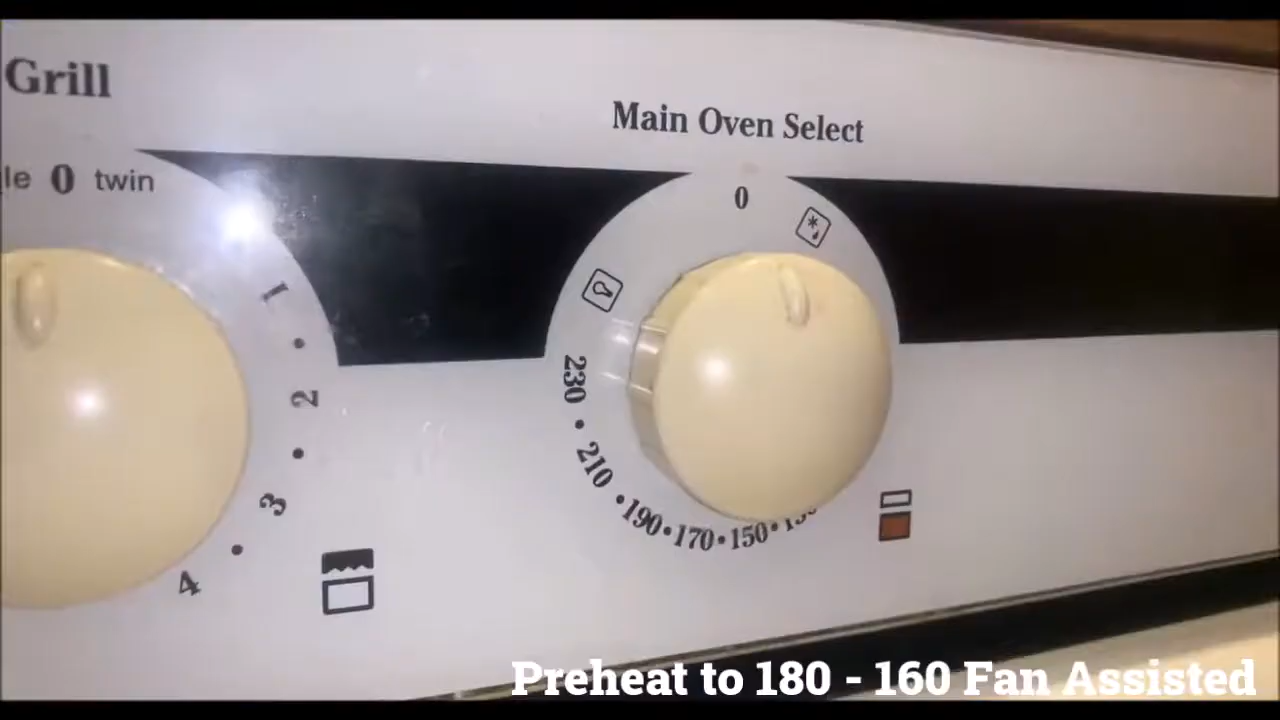 Grill
Main Oven Select
0 twin
0
1
2
3
4
230
210
190
170
150
Preheat to 180 - 160 Fan Assisted